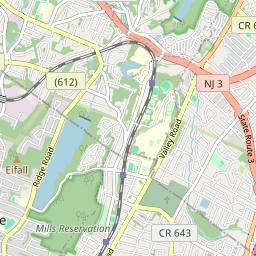 CR 6
(612)
NJ 3
State Route 3
Valley Road
Ridge Road
Eifall
e
Mills Reservation
CR 643